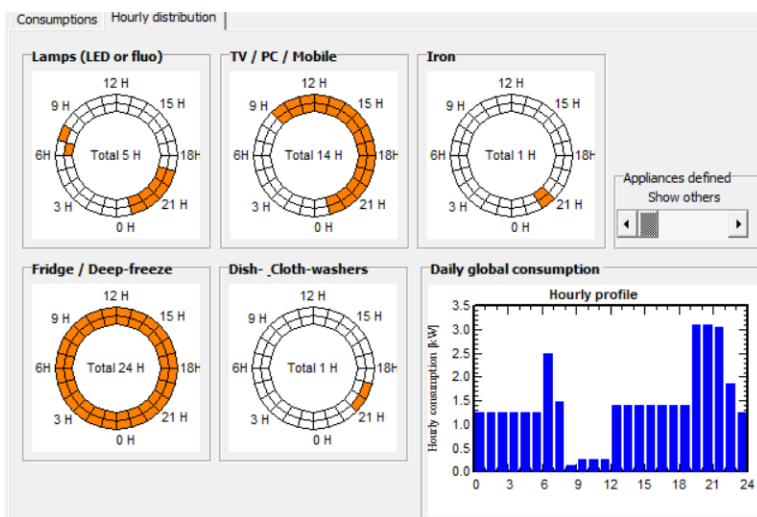 Consumptions
Hourly distribution
Lamps (LED or fluo)
12 H
9 H
15 H
6H
Total 5 H
18H
3 H
21 H
0 H
TV / PC / Mobile
12 H
9 H
15 H
6H
Total 14 H
18H
3 H
21 H
0 H
Iron
12 H
9 H
15 H
6H
Total 1 H
18H
3 H
21 H
0 H
Appliances defined
Show others
Fridge / Deep-freeze
12 H
9 H
15 H
6H
Total 24 H
18H
3 H
21 H
0 H
Dish- _Cloth-washers
12 H
9 H
15 H
6H
Total 1 H
18H
3 H
21 H
0 H
Daily global consumption
Hourly profile
Hourly consumption [kW]
3.5
3.0
2.5
2.0
1.5
1.0
0.5
0.0
0 3 6 9 12 15 18 21 24